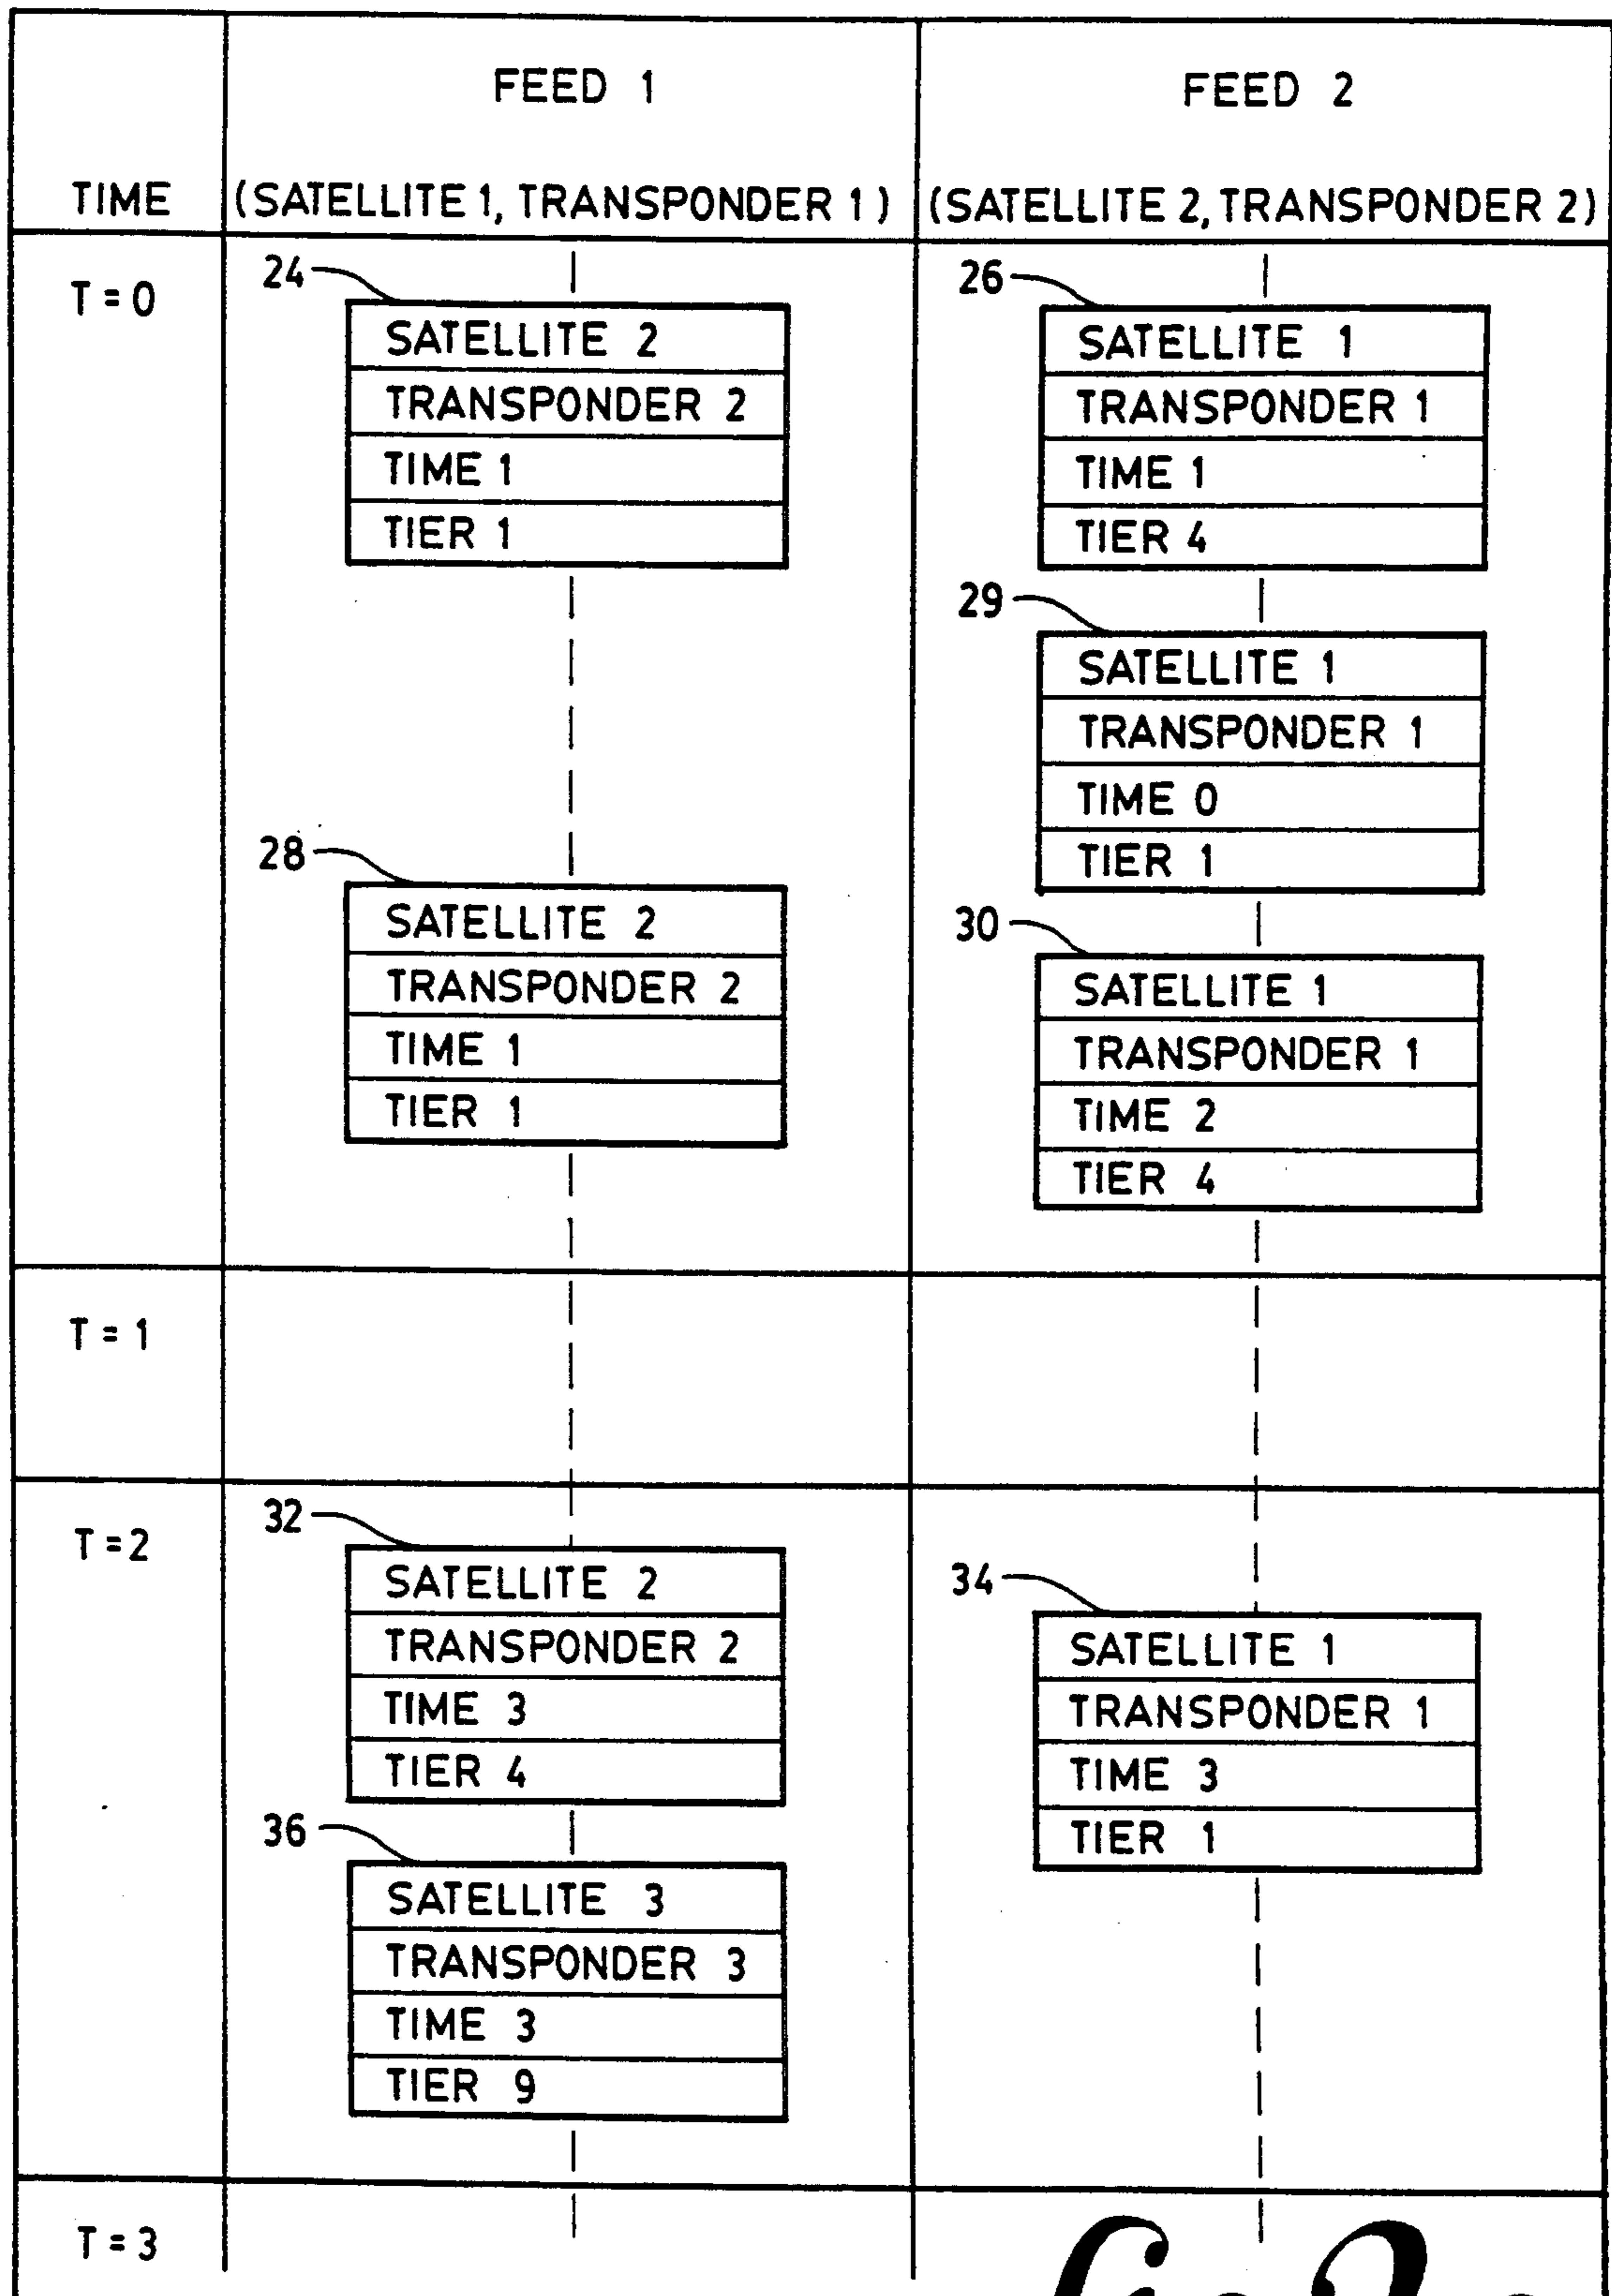 FEED 1
FEED 2
TIME
(SATELLITE 1, TRANSPONDER 1)
(SATELLITE 2, TRANSPONDER 2)
T = 0
24
SATELLITE 2
TRANSPONDER 2
TIME 1
TIER 1
26
SATELLITE 1
TRANSPONDER 1
TIME 1
TIER 4
29
SATELLITE 1
TRANSPONDER 1
TIME 0
TIER 1
28
SATELLITE 2
TRANSPONDER 2
TIME 1
TIER 1
30
SATELLITE 1
TRANSPONDER 1
TIME 2
TIER 4
T = 1
T = 2
32
SATELLITE 2
TRANSPONDER 2
TIME 3
TIER 4
34
SATELLITE 1
TRANSPONDER 1
TIME 3
TIER 1
36
SATELLITE 3
TRANSPONDER 3
TIME 3
TIER 9
T = 3